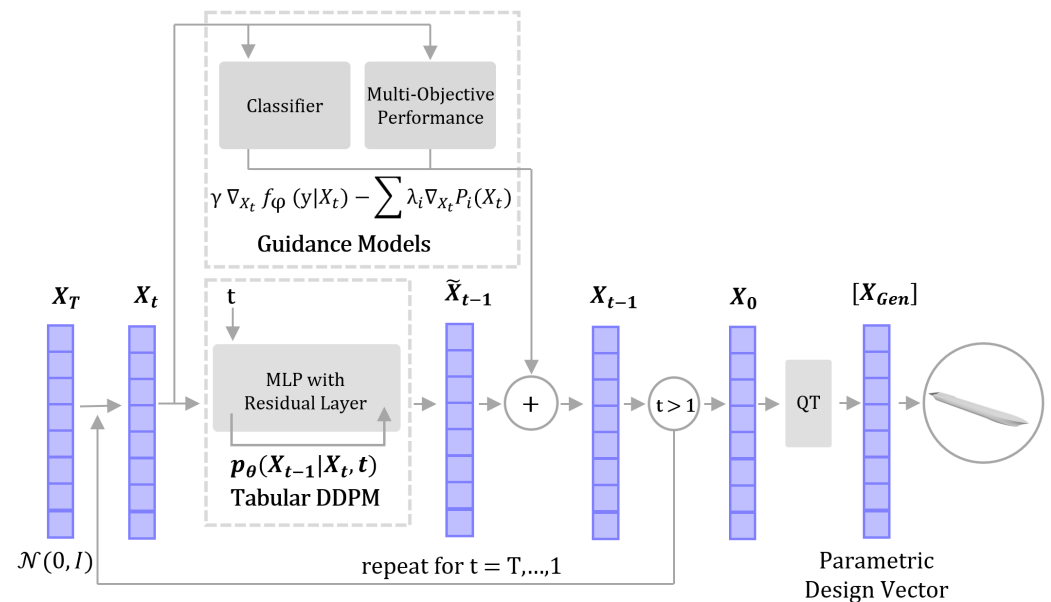 Classifier
Multi-Objective
Performance
γ ∇_{X_t} f_φ (y|X_t) − ∑ λ_i ∇_{X_t} P_i(X_t)
Guidance Models
X_T
X_t
t
X̃_{t−1}
X_{t−1}
X_0
[X_{Gen}]
MLP with
Residual Layer
+
t > 1
QT
p_θ(X_{t−1}|X_t, t)
Tabular DDPM
𝒩(0, I)
repeat for t = T,...,1
Parametric
Design Vector